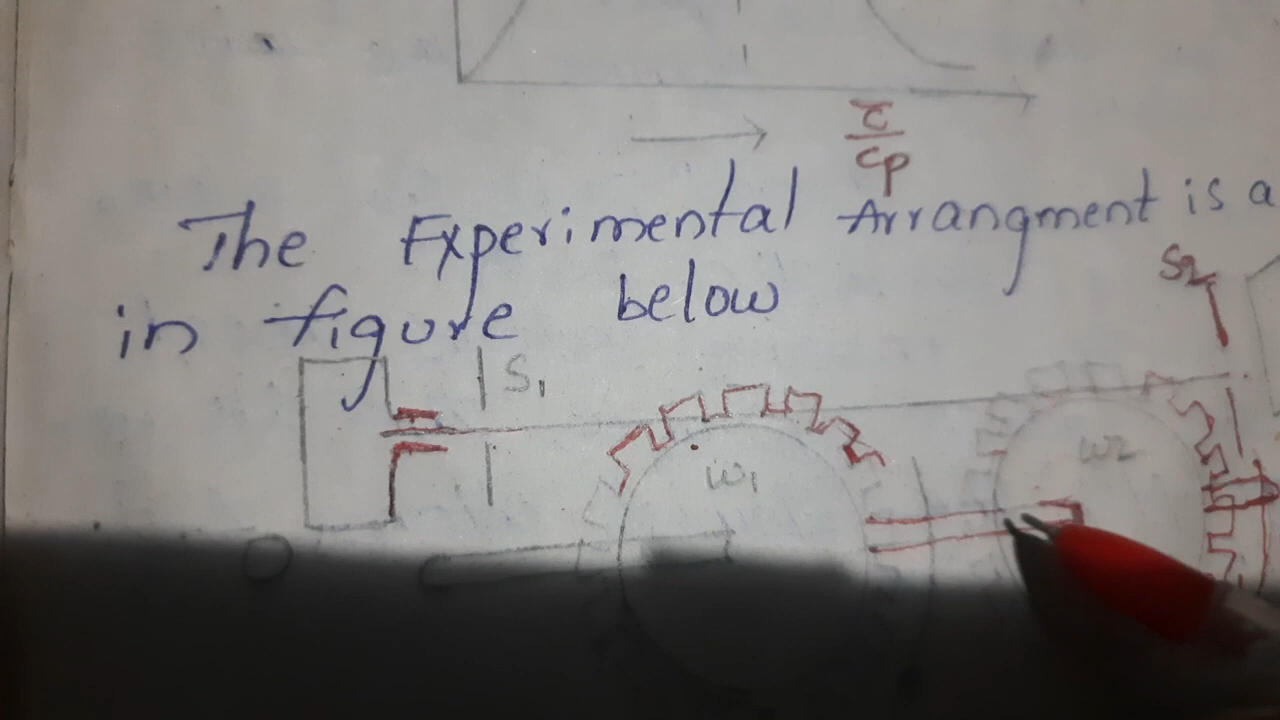 c̄
cp
The Experimental Arrangment is a
in figure below
S2
S1
w1
w2